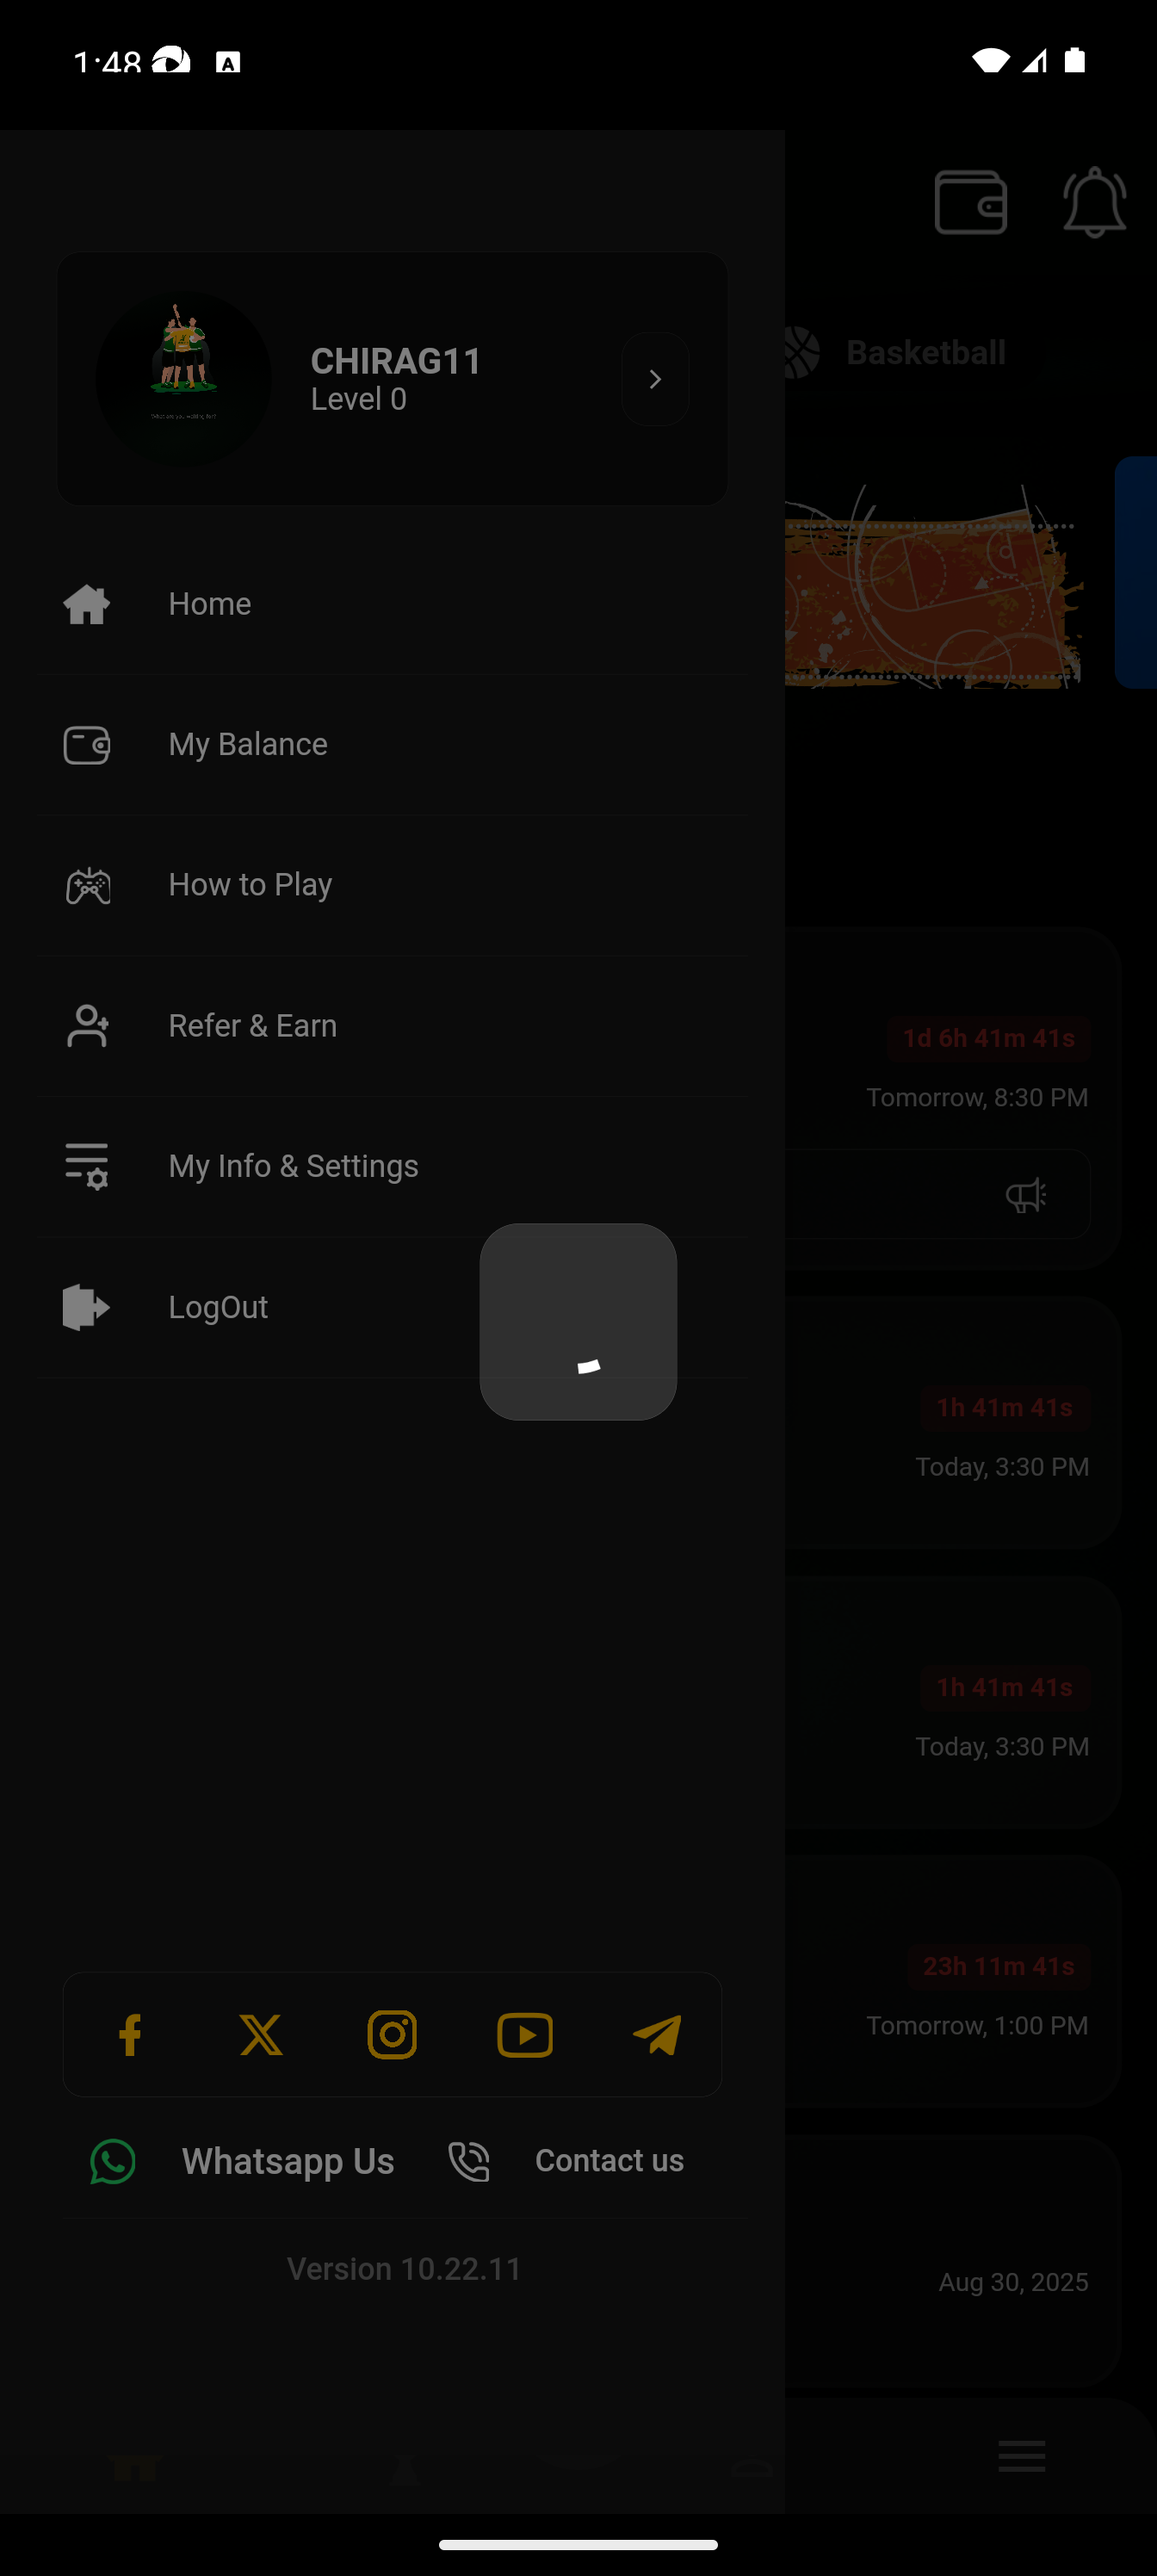 1:48
A
Basketball
CHIRAG11
Level 0
Home
My Balance
How to Play
Refer & Earn
My Info & Settings
LogOut
1d 6h 41m 41s
Tomorrow, 8:30 PM
1h 41m 41s
Today, 3:30 PM
1h 41m 41s
Today, 3:30 PM
23h 11m 41s
Tomorrow, 1:00 PM
Whatsapp Us
Contact us
Version 10.22.11
Aug 30, 2025